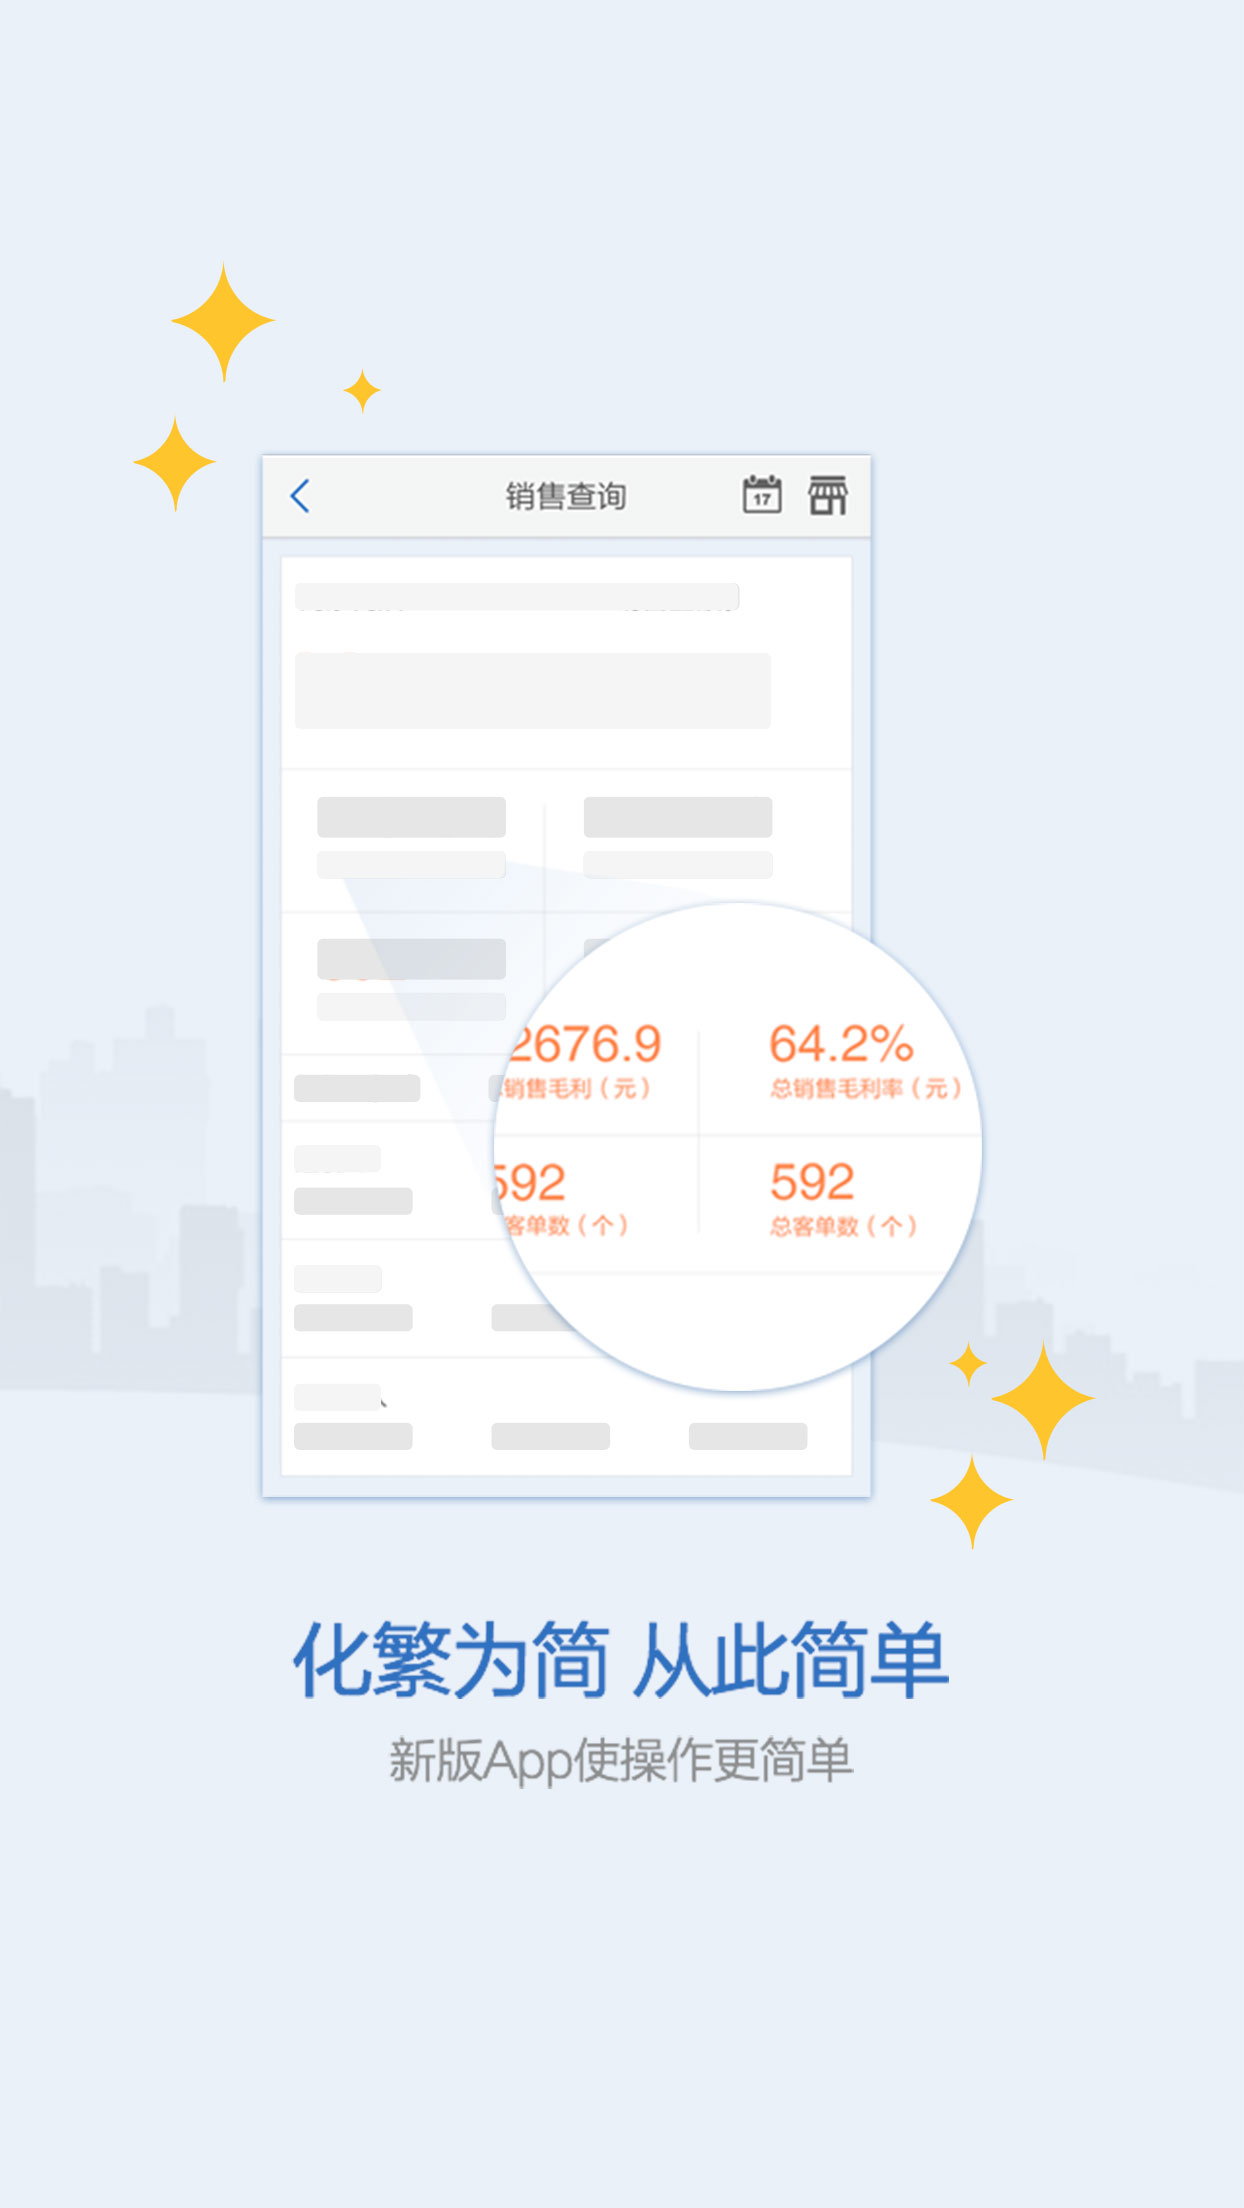 销售查询
17
2676.9
64.2%
销售毛利（元）
总销售毛利率（元）
592
592
客单数（个）
总客单数（个）
化繁为简 从此简单
新版App使操作更简单